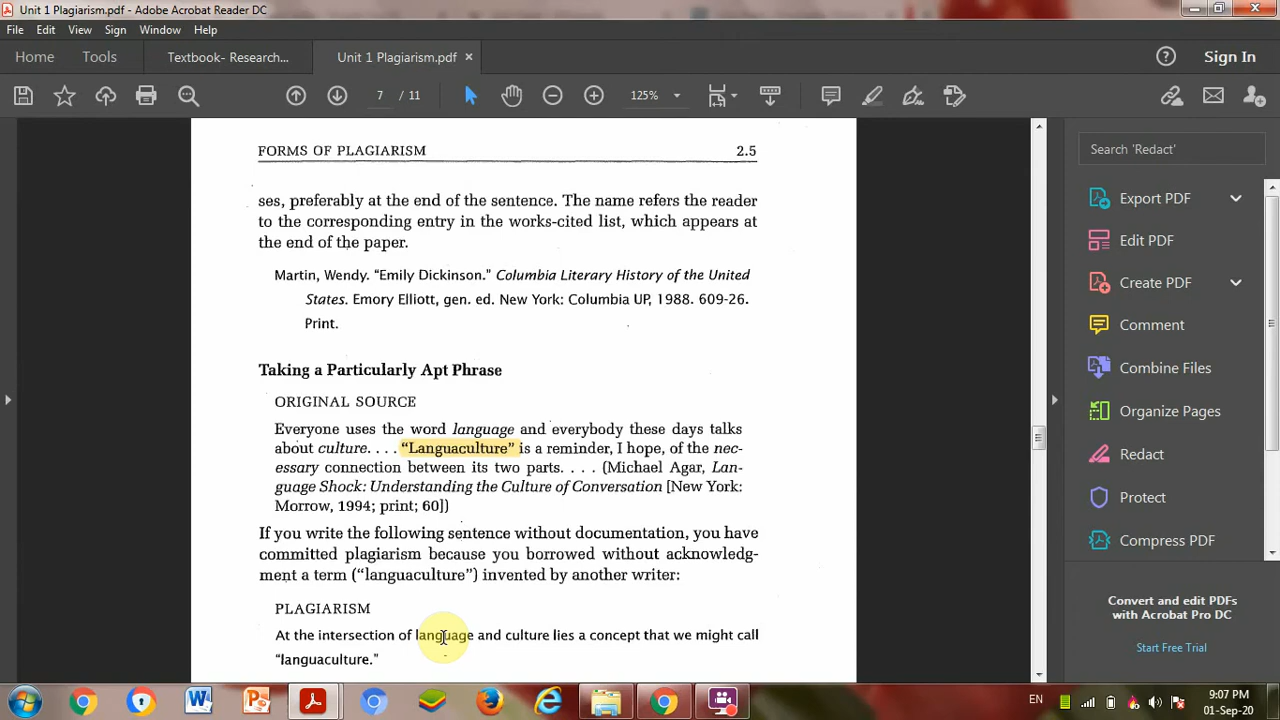 Unit 1 Plagiarism.pdf - Adobe Acrobat Reader DC
File Edit View Sign Window Help
Home Tools Textbook- Research... Unit 1 Plagiarism.pdf × Sign In
7 / 11 125%
FORMS OF PLAGIARISM 2.5
ses, preferably at the end of the sentence. The name refers the reader
to the corresponding entry in the works-cited list, which appears at
the end of the paper.
Martin, Wendy. “Emily Dickinson.” Columbia Literary History of the United
States. Emory Elliott, gen. ed. New York: Columbia UP, 1988. 609-26.
Print.
Taking a Particularly Apt Phrase
ORIGINAL SOURCE
Everyone uses the word language and everybody these days talks
about culture. . . . “Languaculture” is a reminder, I hope, of the nec-
essary connection between its two parts. . . . (Michael Agar, Lan-
guage Shock: Understanding the Culture of Conversation [New York:
Morrow, 1994; print; 60])
If you write the following sentence without documentation, you have
committed plagiarism because you borrowed without acknowledg-
ment a term (“languaculture”) invented by another writer:
PLAGIARISM
At the intersection of language and culture lies a concept that we might call
“languaculture.”
Search 'Redact'
Export PDF
Edit PDF
Create PDF
Comment
Combine Files
Organize Pages
Redact
Protect
Compress PDF
Convert and edit PDFs
with Acrobat Pro DC
Start Free Trial
EN
9:07 PM
01-Sep-20